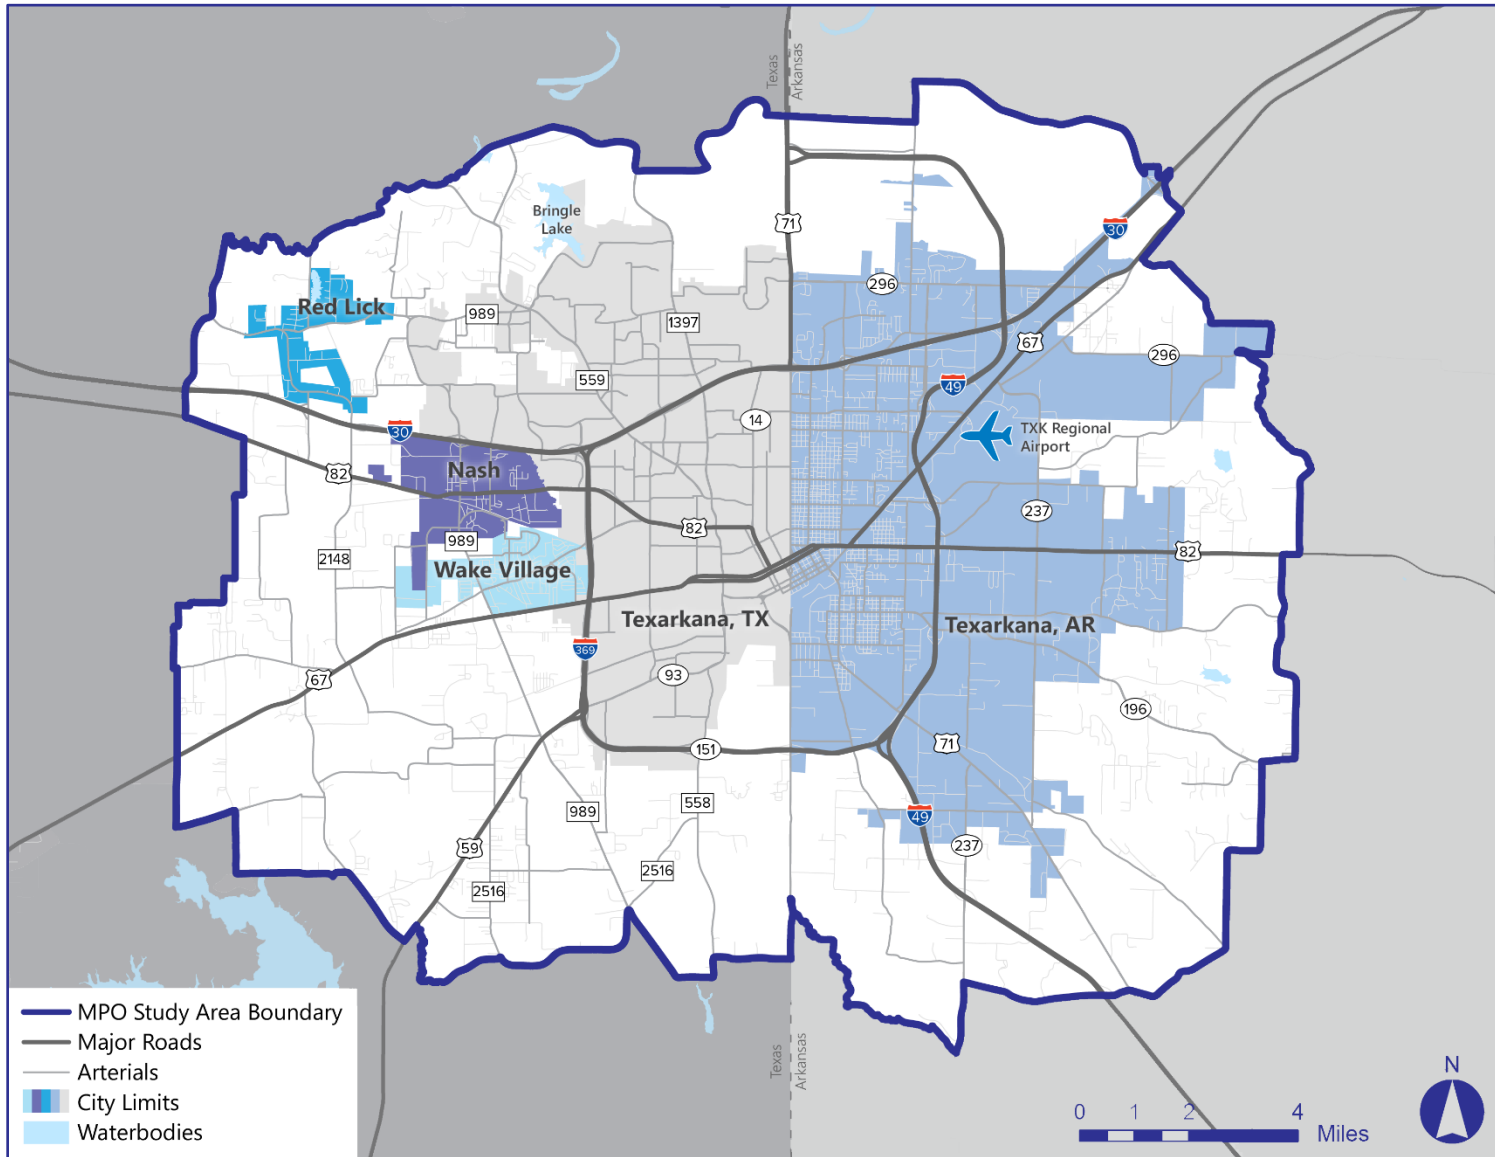 Texas
Arkansas
71
30
Bringle
Lake
296
Red Lick
989
1397
67
296
559
49
14
TXK Regional
Airport
30
Nash
82
237
82
989
82
2148
Wake Village
Texarkana, TX
Texarkana, AR
369
67
93
196
151
71
989
558
49
59
237
2516
2516
MPO Study Area Boundary
Major Roads
Arterials
City Limits
Waterbodies
Texas
Arkansas
N
0 1 2 4
Miles